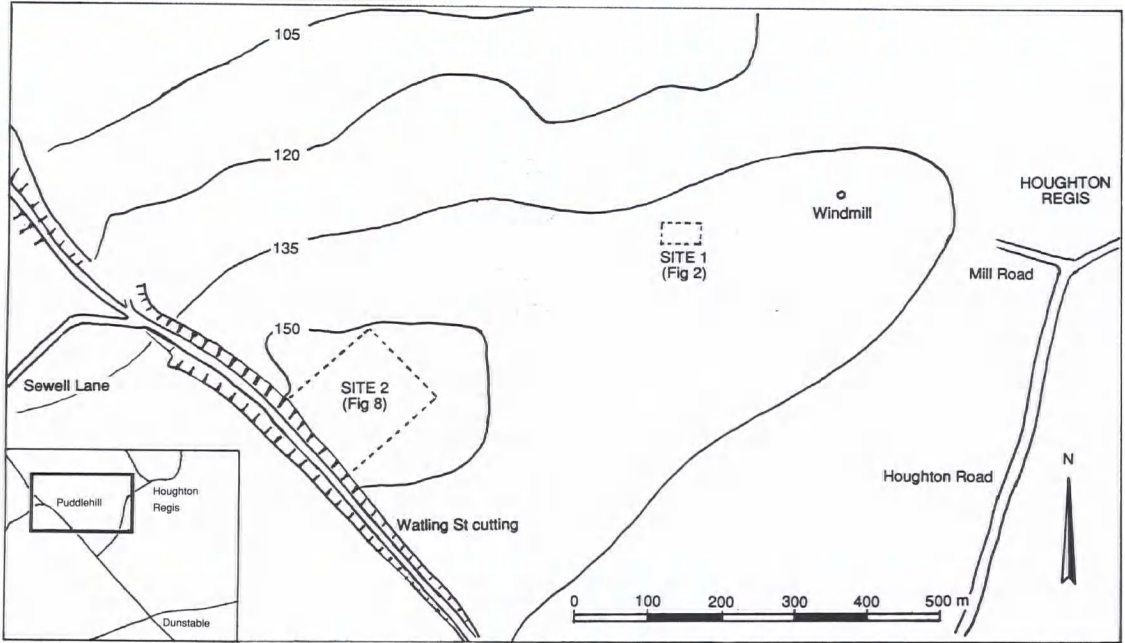 105
120
HOUGHTON
REGIS
Windmill
135
SITE 1
(Fig 2)
Mill Road
150
Sewell Lane
SITE 2
(Fig 8)
Houghton Road
N
Puddlehill
Houghton
Regis
Watling St cutting
Dunstable
0 100 200 300 400 500 m